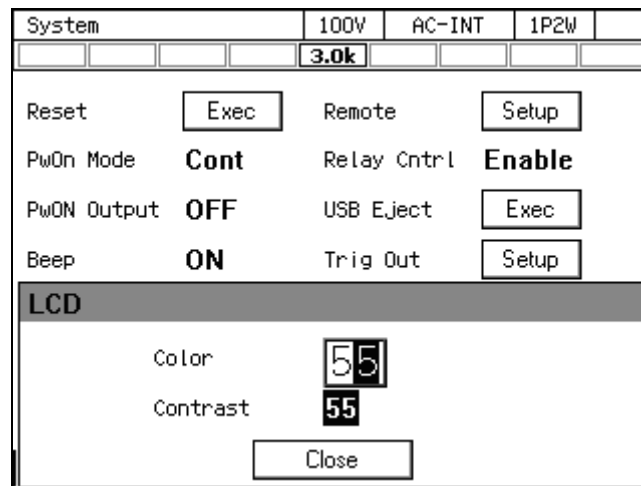 System 100V AC-INT 1P2W
3.0k
Reset Exec Remote Setup
PwOn Mode Cont Relay Cntrl Enable
PwON Output OFF USB Eject Exec
Beep ON Trig Out Setup
LCD
Color 55
Contrast 55
Close